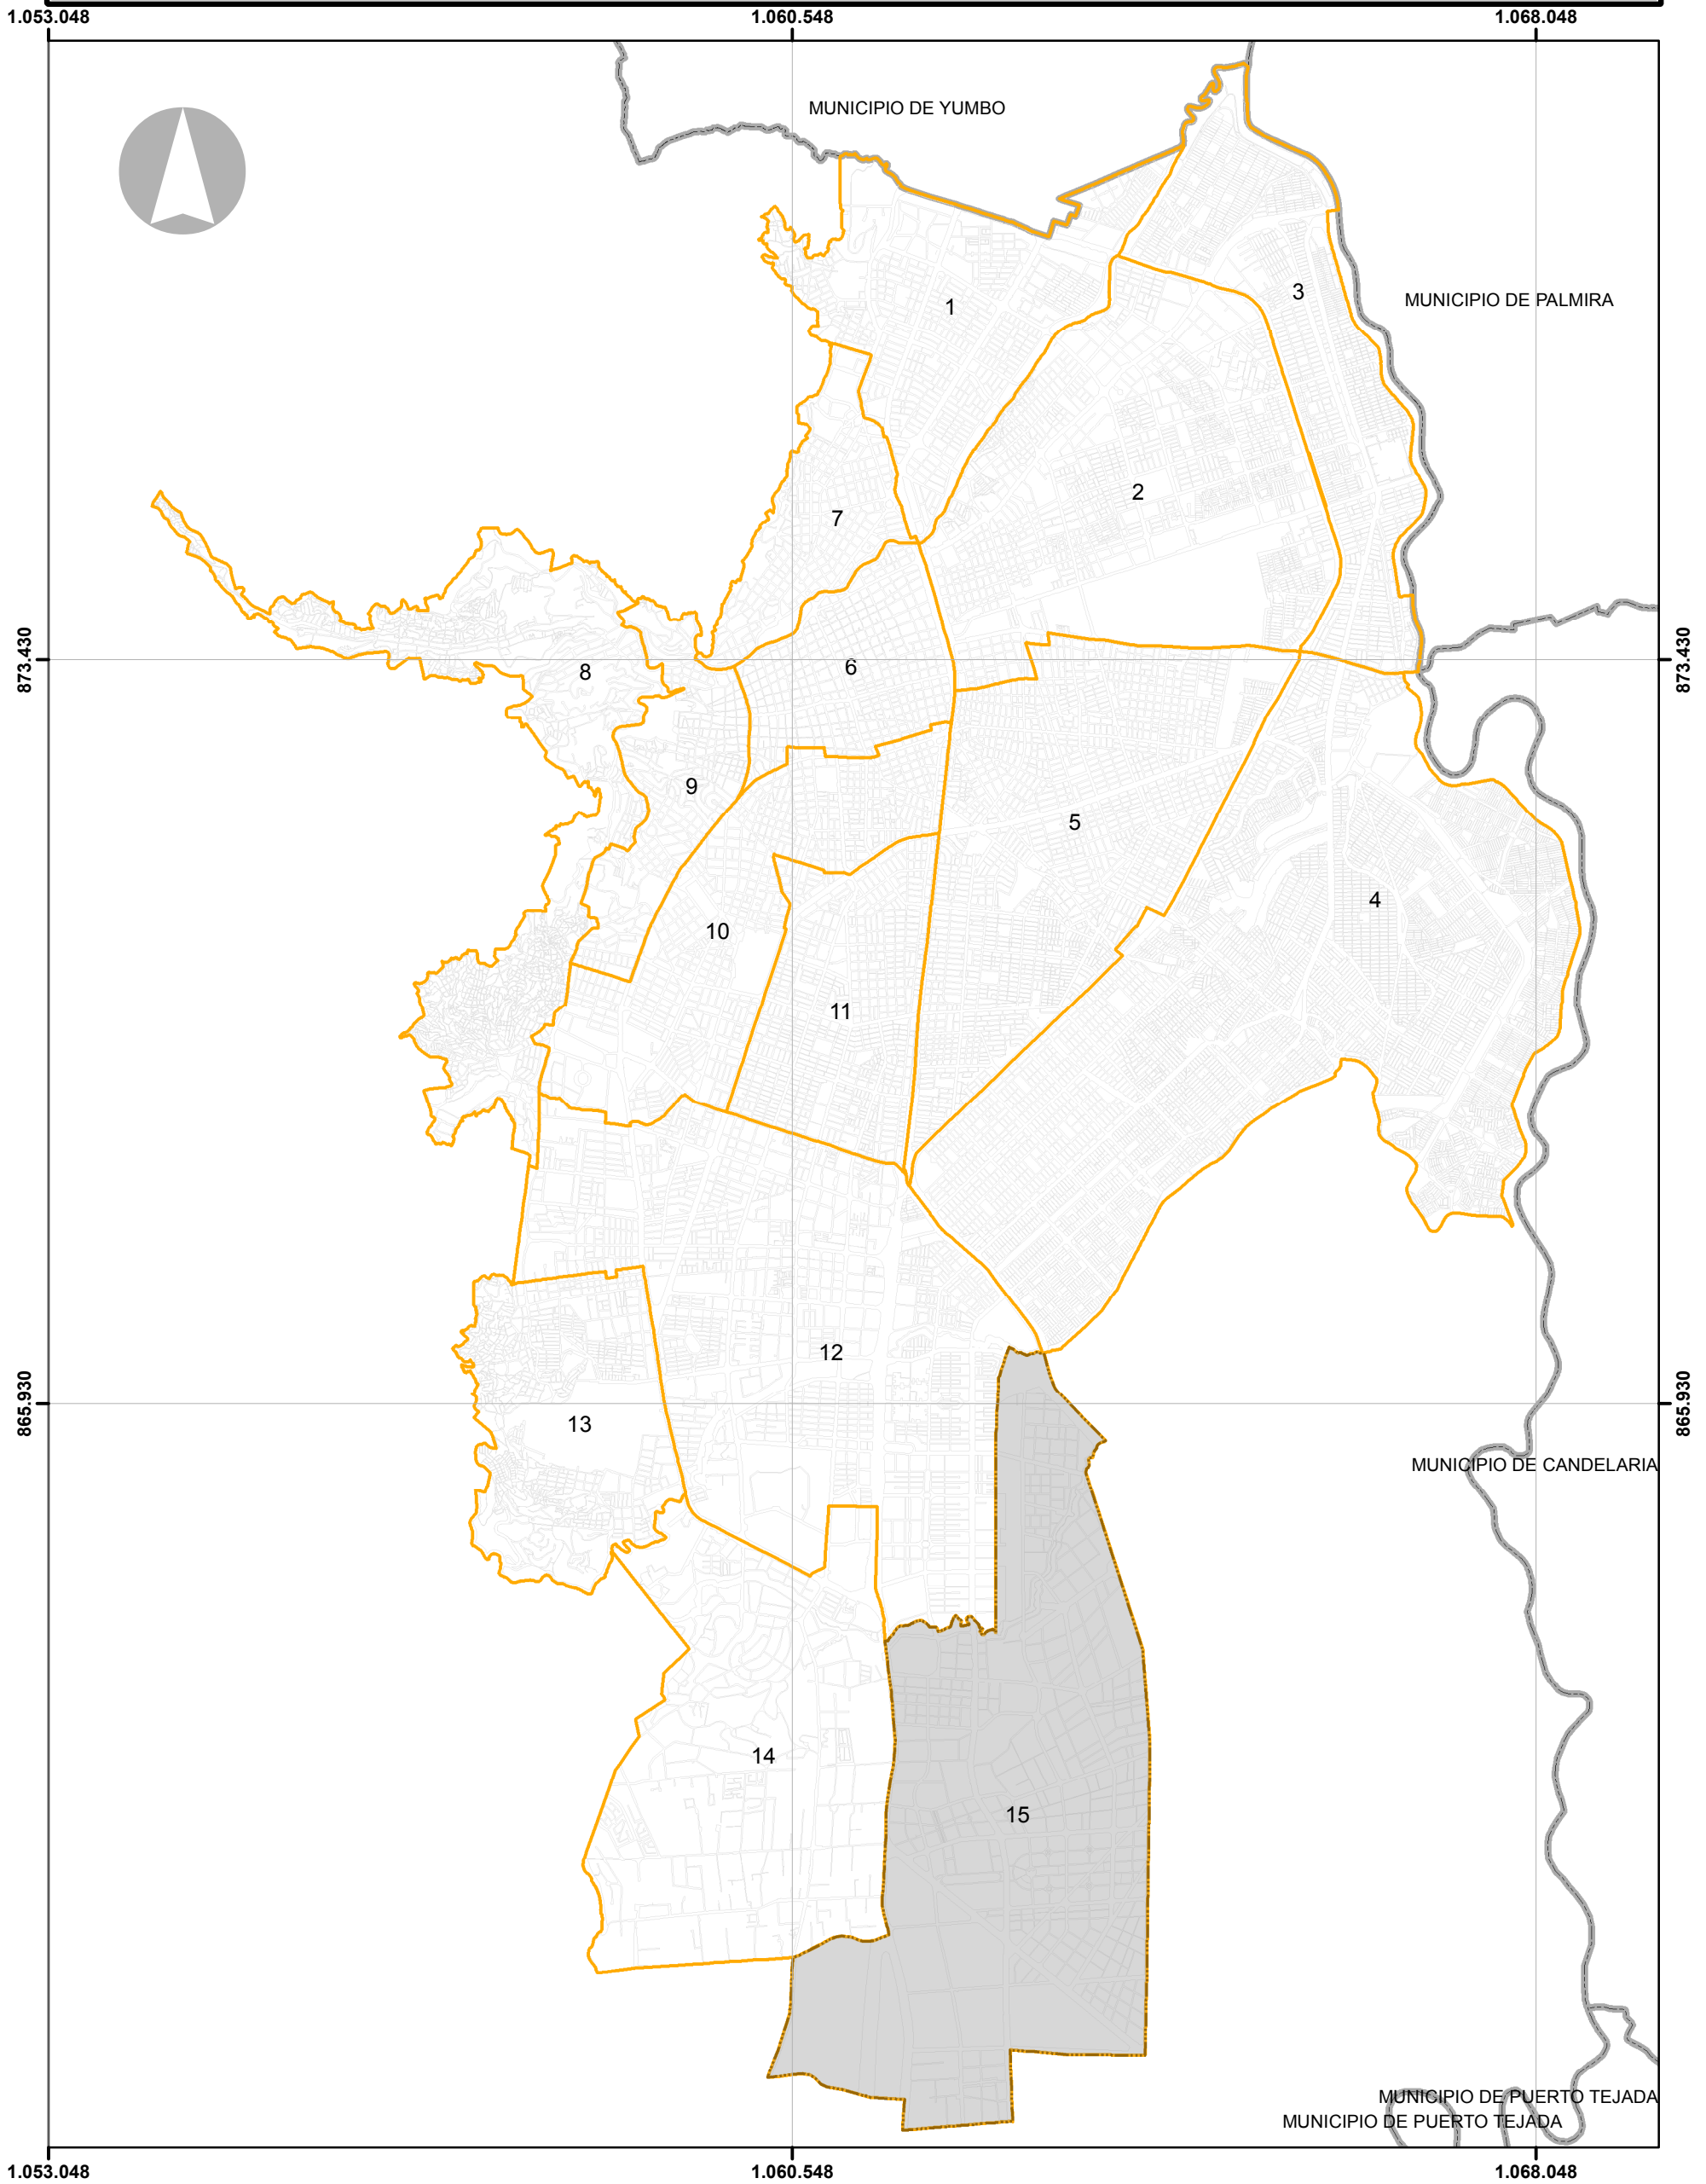 1.053.048 1.060.548 1.068.048
MUNICIPIO DE YUMBO
3
MUNICIPIO DE PALMIRA
1
2
7
873.430 873.430
6
8
9
5
4
10
11
12
865.930 865.930
13
MUNICIPIO DE CANDELARIA
14
15
MUNICIPIO DE PUERTO TEJADA
MUNICIPIO DE PUERTO TEJADA
1.053.048 1.060.548 1.068.048